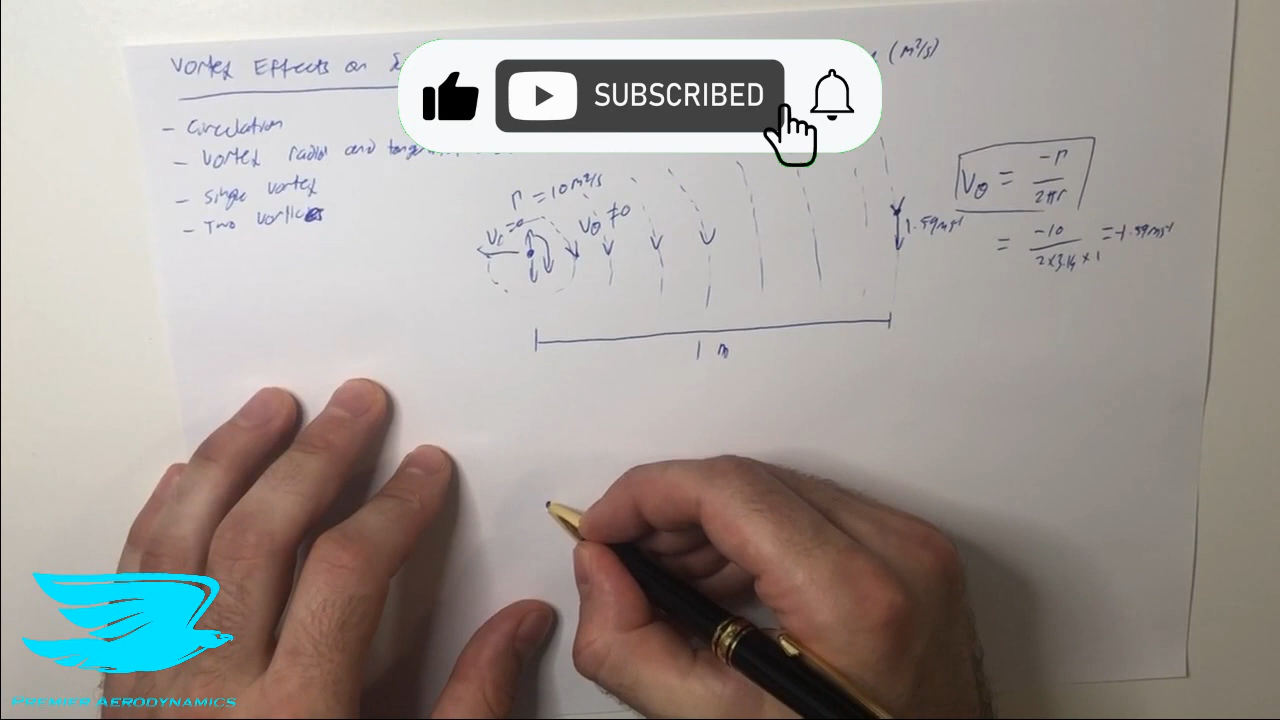 Vortex Effects on
(m²/s)
SUBSCRIBED
- Circulation
- Vortex radial and
- Single vortex
- Two vortices
Γ = 10 m²/s
Vr = 0
Vθ ≠ 0
1.59 ms⁻¹
Vθ = -Γ / 2πr
= -10 / 2×3.14×1 = -1.59 ms⁻¹
1 m
PREMIER AERODYNAMICS